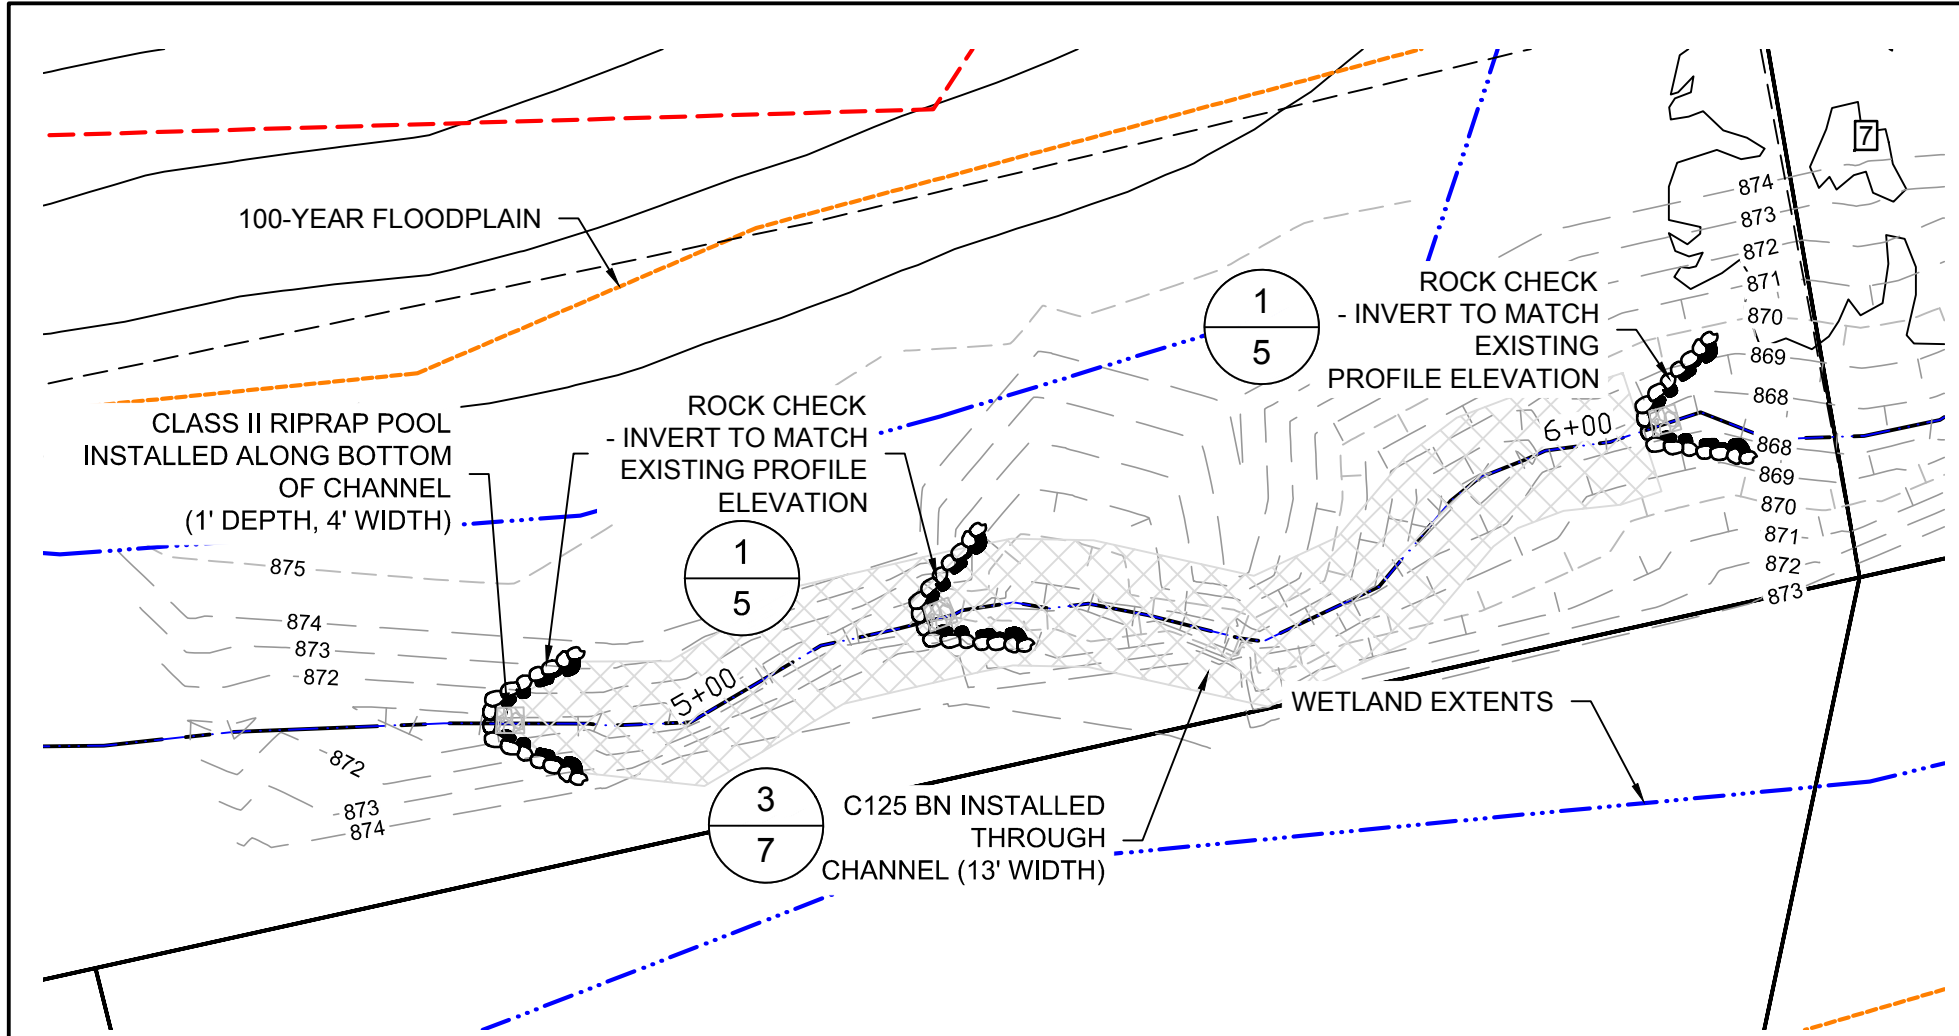 100-YEAR FLOODPLAIN
CLASS II RIPRAP POOL
INSTALLED ALONG BOTTOM
OF CHANNEL
(1' DEPTH, 4' WIDTH)
ROCK CHECK
- INVERT TO MATCH
EXISTING PROFILE
ELEVATION
1
5
1
5
ROCK CHECK
- INVERT TO MATCH
EXISTING
PROFILE ELEVATION
7
874
873
872
871
870
869
868
868
869
870
871
872
873
6+00
5+00
875
874
873
872
872
873
874
3
7
C125 BN INSTALLED
THROUGH
CHANNEL (13' WIDTH)
WETLAND EXTENTS